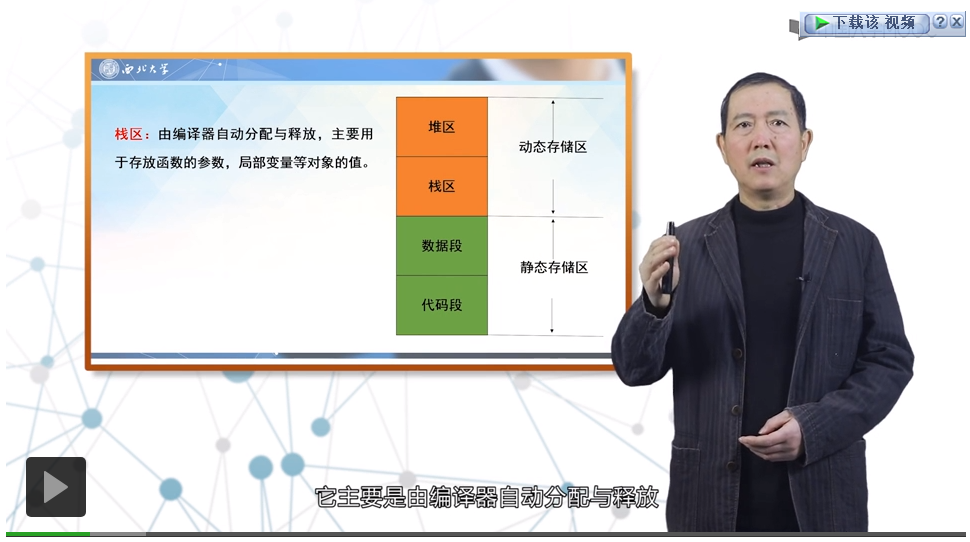 下载该 视频
西北大学
栈区：由编译器自动分配与释放，主要用
于存放函数的参数，局部变量等对象的值。
堆区
栈区
数据段
代码段
动态存储区
静态存储区
它主要是由编译器自动分配与释放